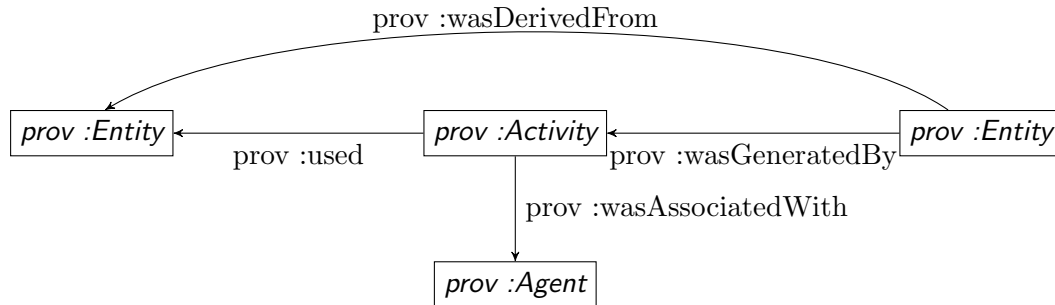 prov :wasDerivedFrom
prov :Entity
prov :Activity
prov :Entity
prov :used
prov :wasGeneratedBy
prov :wasAssociatedWith
prov :Agent